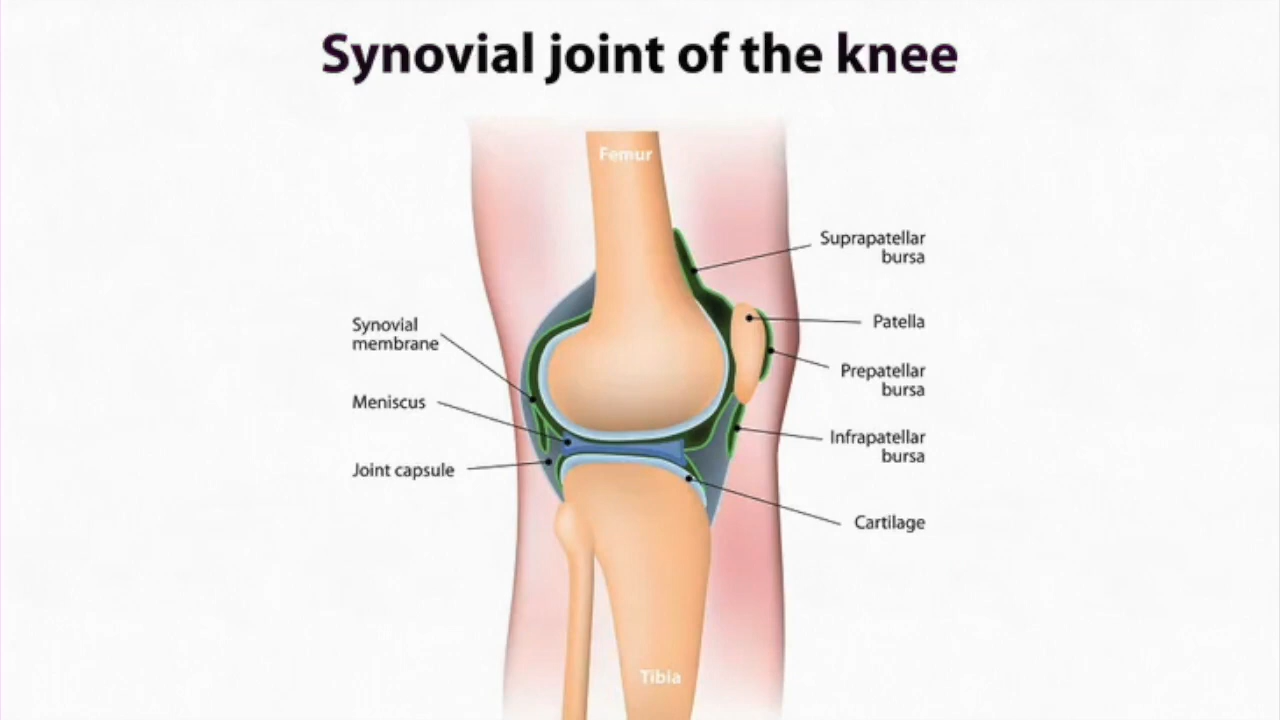 Synovial joint of the knee
Femur
Suprapatellar
bursa
Synovial
membrane
Patella
Prepatellar
bursa
Meniscus
Infrapatellar
bursa
Joint capsule
Cartilage
Tibia